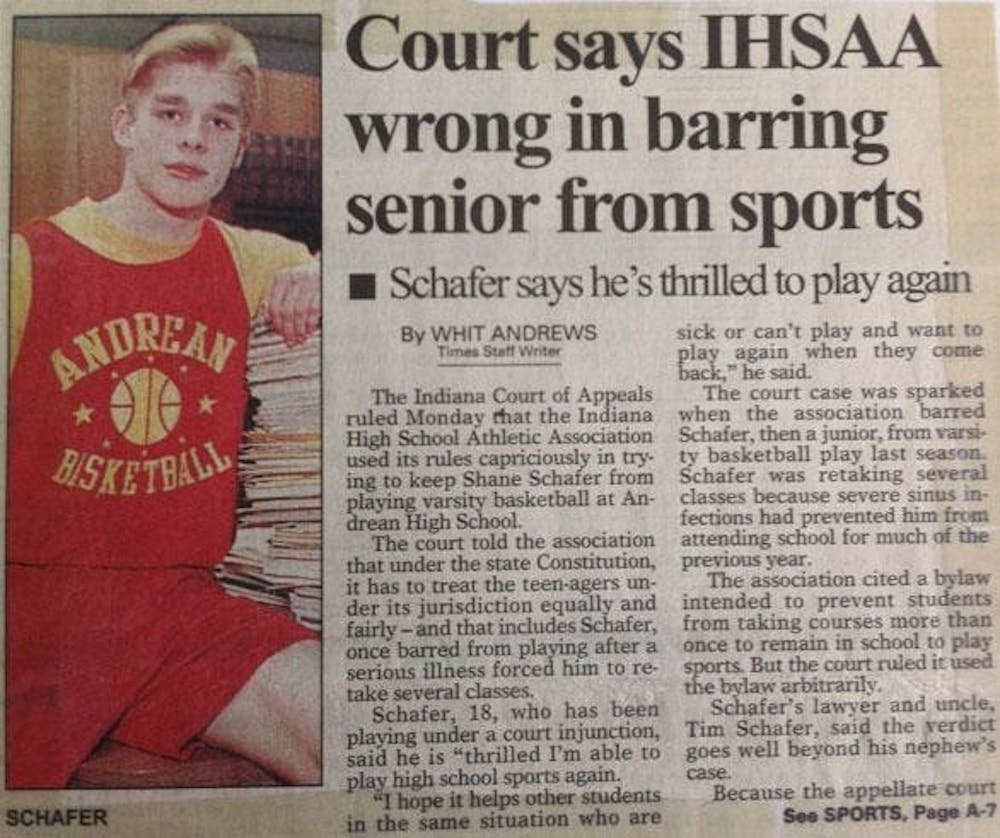 Court says IHSAA
wrong in barring
senior from sports
■ Schafer says he's thrilled to play again
By WHIT ANDREWS
Times Staff Writer
The Indiana Court of Appeals
ruled Monday that the Indiana
High School Athletic Association
used its rules capriciously in try-
ing to keep Shane Schafer from
playing varsity basketball at An-
drean High School.
The court told the association
that under the state Constitution,
it has to treat the teen-agers un-
der its jurisdiction equally and
fairly – and that includes Schafer,
once barred from playing after a
serious illness forced him to re-
take several classes.
Schafer, 18, who has been
playing under a court injunction,
said he is “thrilled I'm able to
play high school sports again.
“I hope it helps other students
in the same situation who are
sick or can't play and want to
play again when they come
back,” he said.
The court case was sparked
when the association barred
Schafer, then a junior, from varsi-
ty basketball play last season.
Schafer was retaking several
classes because severe sinus in-
fections had prevented him from
attending school for much of the
previous year.
The association cited a bylaw
intended to prevent students
from taking courses more than
once to remain in school to play
sports. But the court ruled it used
the bylaw arbitrarily.
Schafer's lawyer and uncle,
Tim Schafer, said the verdict
goes well beyond his nephew's
case.
Because the appellate court
See SPORTS, Page A-7
ANDREAN
BASKETBALL
SCHAFER